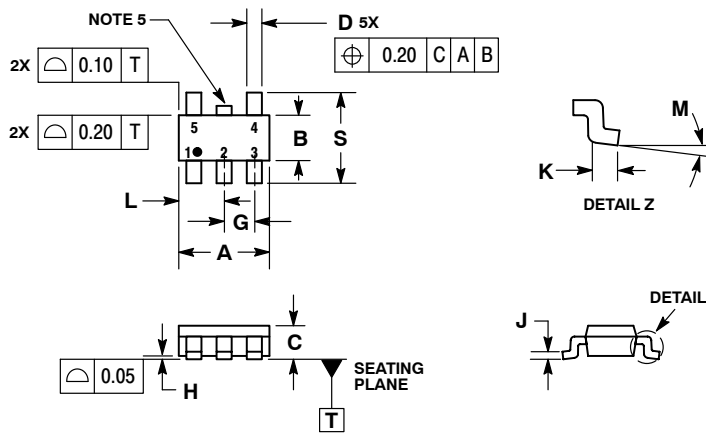 NOTE 5
D 5X
⌖ 0.20 C A B
2X ⌓ 0.10 T
2X ⌓ 0.20 T
5 4
1 2 3
B
S
L
G
A
M
K
DETAIL Z
J
DETAIL
C
⌓ 0.05
H
SEATING
PLANE
T